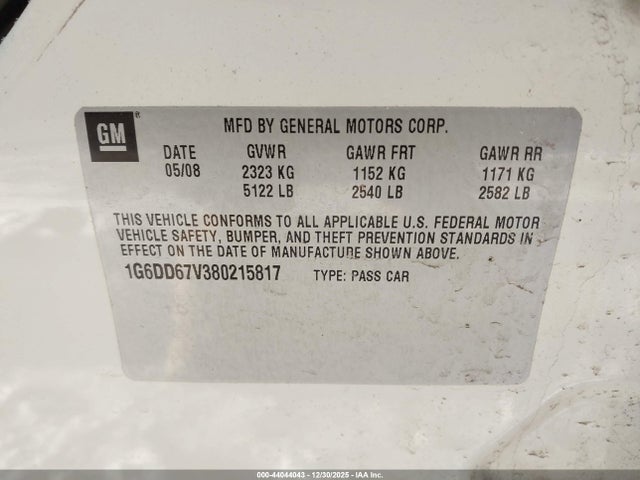 GM ®
MFD BY GENERAL MOTORS CORP.
DATE GVWR GAWR FRT GAWR RR
05/08 2323 KG 1152 KG 1171 KG
5122 LB 2540 LB 2582 LB
THIS VEHICLE CONFORMS TO ALL APPLICABLE U.S. FEDERAL MOTOR
VEHICLE SAFETY, BUMPER, AND THEFT PREVENTION STANDARDS IN
EFFECT ON THE DATE OF MANUFACTURE SHOWN ABOVE.
1G6DD67V380215817 TYPE: PASS CAR
000-44044043 - 12/30/2025 - IAAI.com